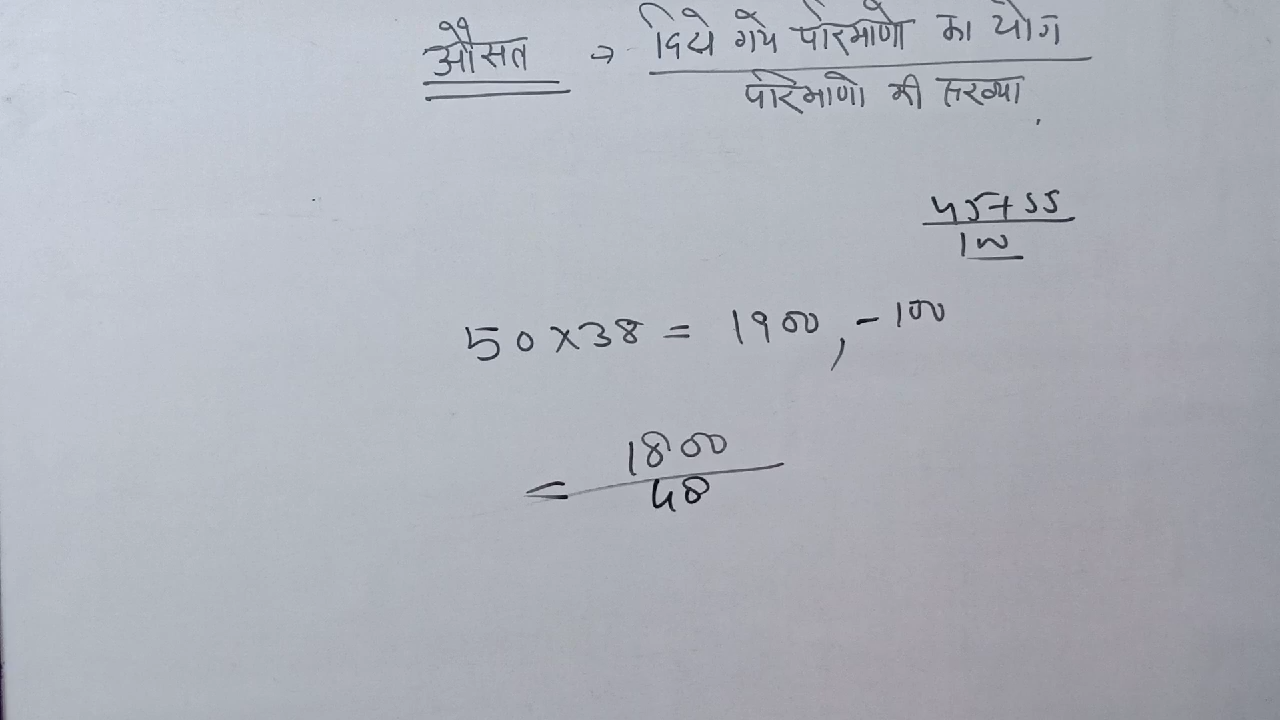 औसत → दिये गये परिमाणो का योग
परिमाणो की संख्या
45+55
100
50×38 = 1900, -100
= 1800
48